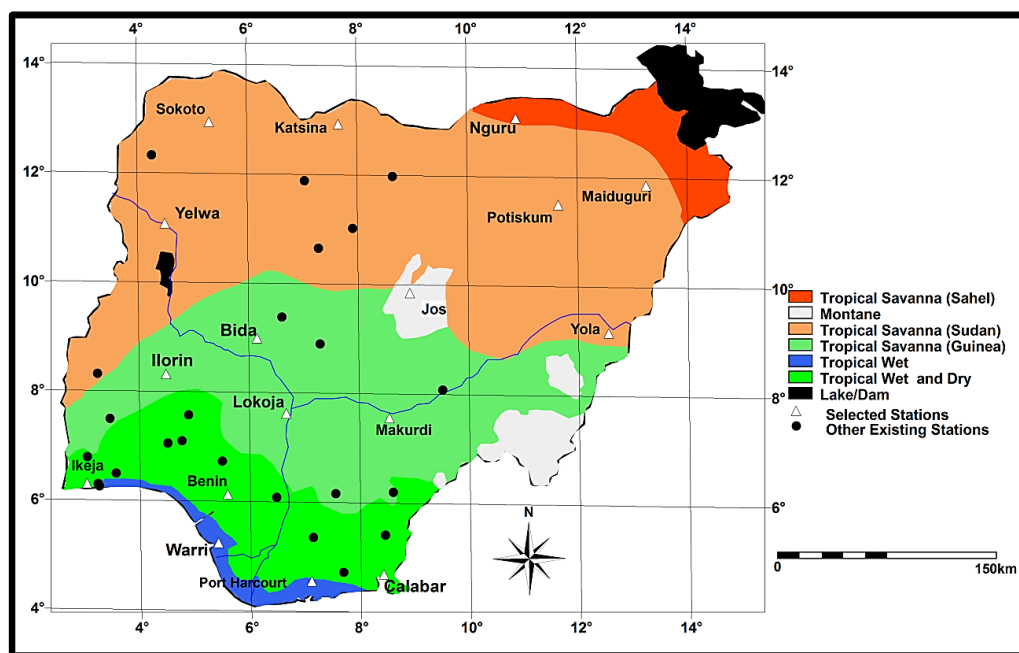 4° 6° 8° 10° 12° 14°
14° 14°
Sokoto
Katsina
Nguru
12° 12°
Maiduguri
Potiskum
Yelwa
10° 10°
Jos
Yola
Bida
Ilorin
8° 8°
Lokoja
Makurdi
Ikeja
Benin
6° 6°
Warri
Port Harcourt
Calabar
4°
4° 6° 8° 10° 12° 14°
N
Tropical Savanna (Sahel)
Montane
Tropical Savanna (Sudan)
Tropical Savanna (Guinea)
Tropical Wet
Tropical Wet and Dry
Lake/Dam
Selected Stations
Other Existing Stations
0 150km